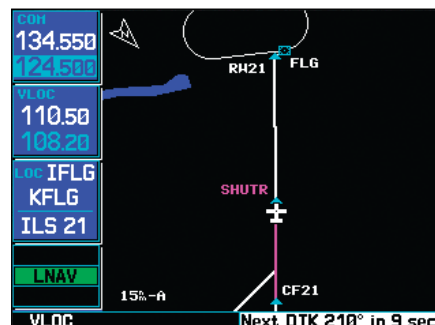 COM
134.550
124.500
VLOC
110.50
108.20
LOC IFLG
KFLG
ILS 21
LNAV
RW21
FLG
SHUTR
CF21
VLOC
Next DTK 210° in 9 sec